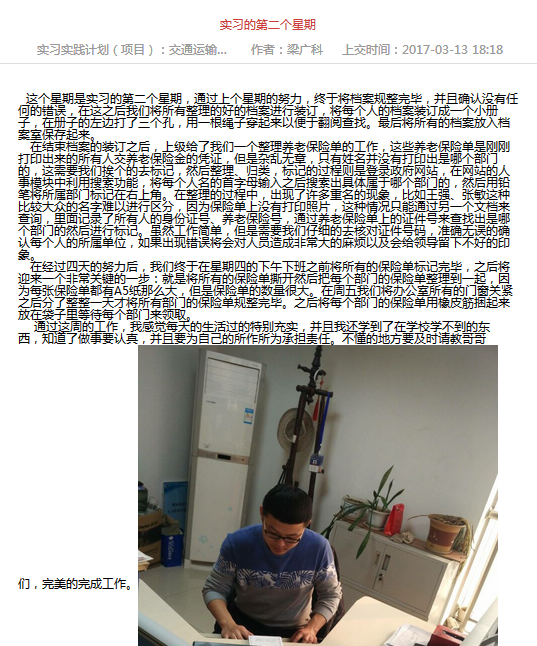 实习的第二个星期
实习实践计划（项目）：交通运输... 作者：梁广科 上交时间：2017-03-13 18:18
这个星期是实习的第二个星期，通过上个星期的努力，终于将档案规整完毕，并且确认没有任
何的错误，在这之后我们将所有整理的好的档案进行装订，将每个人的档案装订成一个小册
子，在册子的左边打了三个孔，用一根绳子穿起来以便于翻阅查找。最后将所有的档案放入档
案室保存起来。
在结束档案的装订之后，上级给了我们一个整理养老保险单的工作，这些养老保险单是刚刚
打印出来的所有人交养老保险金的凭证，但是杂乱无章，只有姓名并没有打印出是哪个部门
的，这需要我们挨个的去标记，然后整理、归类，标记的过程则是登录政府网站，在网站的人
事模块中利用搜索功能，将每个人名的首字母输入之后搜索出具体属于哪个部门的，然后用铅
笔将所属部门标记在右上角。在整理的过程中，出现了许多重名的现象，比如王强、张敏这种
比较大众的名字难以进行区分，因为保险单上没有打印照片，这种情况只能通过另一个文档来
查询，里面记录了所有人的身份证号、养老保险号，通过养老保险单上的证件号来查找出是哪
个部门的然后进行标记。虽然工作简单，但是需要我们仔细的去核对证件号码，准确无误的确
认每个人的所属单位，如果出现错误将会对人员造成非常大的麻烦以及会给领导留下不好的印
象。
在经过四天的努力后，我们终于在星期四的下午下班之前将所有的保险单标记完毕，之后将
迎来一个非常关键的一步；就是将所有的保险单撕开然后把每个部门的保险单整理到一起，因
为每张保险单都有A5纸那么大，但是保险单的数量很大。在周五我们将办公室所有的门窗关紧
之后分了整整一天才将所有部门的保险单规整完毕。之后将每个部门的保险单用橡皮筋捆起来
放在袋子里等待每个部门来领取。
通过这周的工作，我感觉每天的生活过的特别充实，并且我还学到了在学校学不到的东
西，知道了做事要认真，并且要为自己的所作所为承担责任。不懂的地方要及时请教哥哥
们，完美的完成工作。